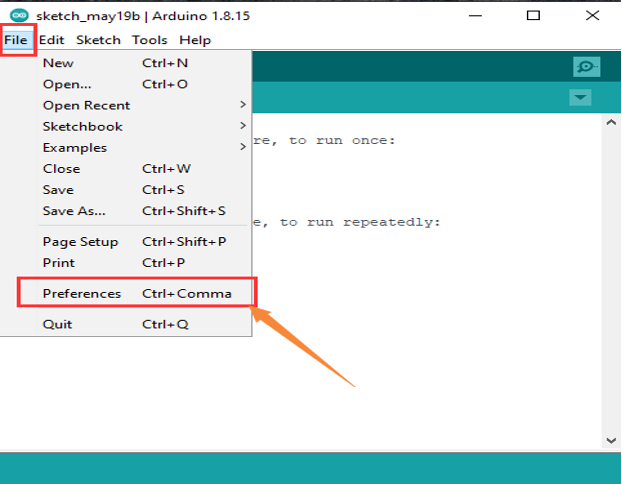 sketch_may19b | Arduino 1.8.15
File Edit Sketch Tools Help
New Ctrl+N
Open... Ctrl+O
Open Recent
Sketchbook
Examples
Close Ctrl+W
Save Ctrl+S
Save As... Ctrl+Shift+S
Page Setup Ctrl+Shift+P
Print Ctrl+P
Preferences Ctrl+Comma
Quit Ctrl+Q
re, to run once:
e, to run repeatedly: